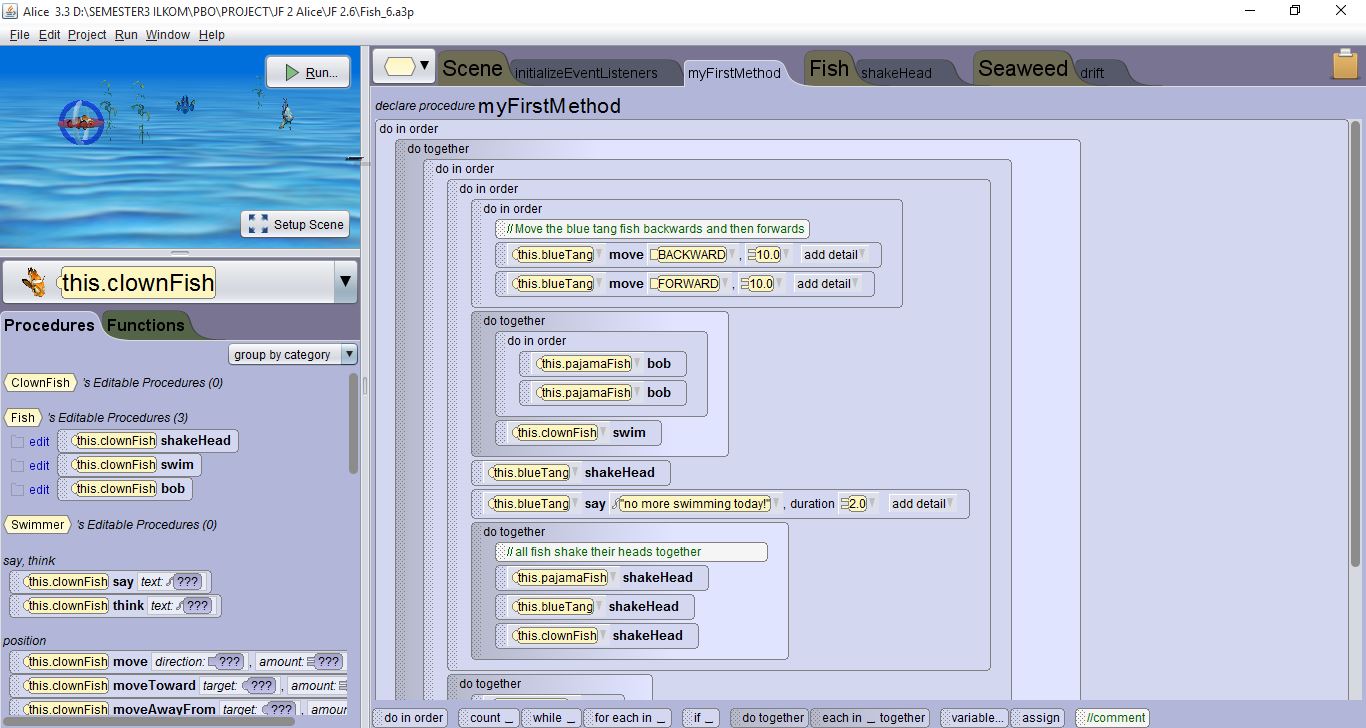 Alice 3.3 D:\SEMESTER3 ILKOM\PBO\PROJECT\JF 2 Alice\JF 2.6\Fish_6.a3p
File Edit Project Run Window Help
Run...
Setup Scene
this.clownFish
Procedures Functions
group by category
ClownFish 's Editable Procedures (0)
Fish 's Editable Procedures (3)
edit this.clownFish shakeHead
edit this.clownFish swim
edit this.clownFish bob
Swimmer 's Editable Procedures (0)
say, think
this.clownFish say text: ???
this.clownFish think text: ???
position
this.clownFish move direction: ??? , amount: ???
this.clownFish moveToward target: ??? , amount:
this.clownFish moveAwayFrom target: ??? , amour
Scene initializeEventListeners myFirstMethod Fish shakeHead Seaweed drift
declare procedure myFirstMethod
do in order
do together
do in order
do in order
do in order
//Move the blue tang fish backwards and then forwards
this.blueTang move BACKWARD , 10.0 add detail
this.blueTang move FORWARD , 10.0 add detail
do together
do in order
this.pajamaFish bob
this.pajamaFish bob
this.clownFish swim
this.blueTang shakeHead
this.blueTang say "no more swimming today!" , duration 2.0 add detail
do together
// all fish shake their heads together
this.pajamaFish shakeHead
this.blueTang shakeHead
this.clownFish shakeHead
do together
do in order count _ while _ for each in _ if _ do together each in _ together variable... assign //comment